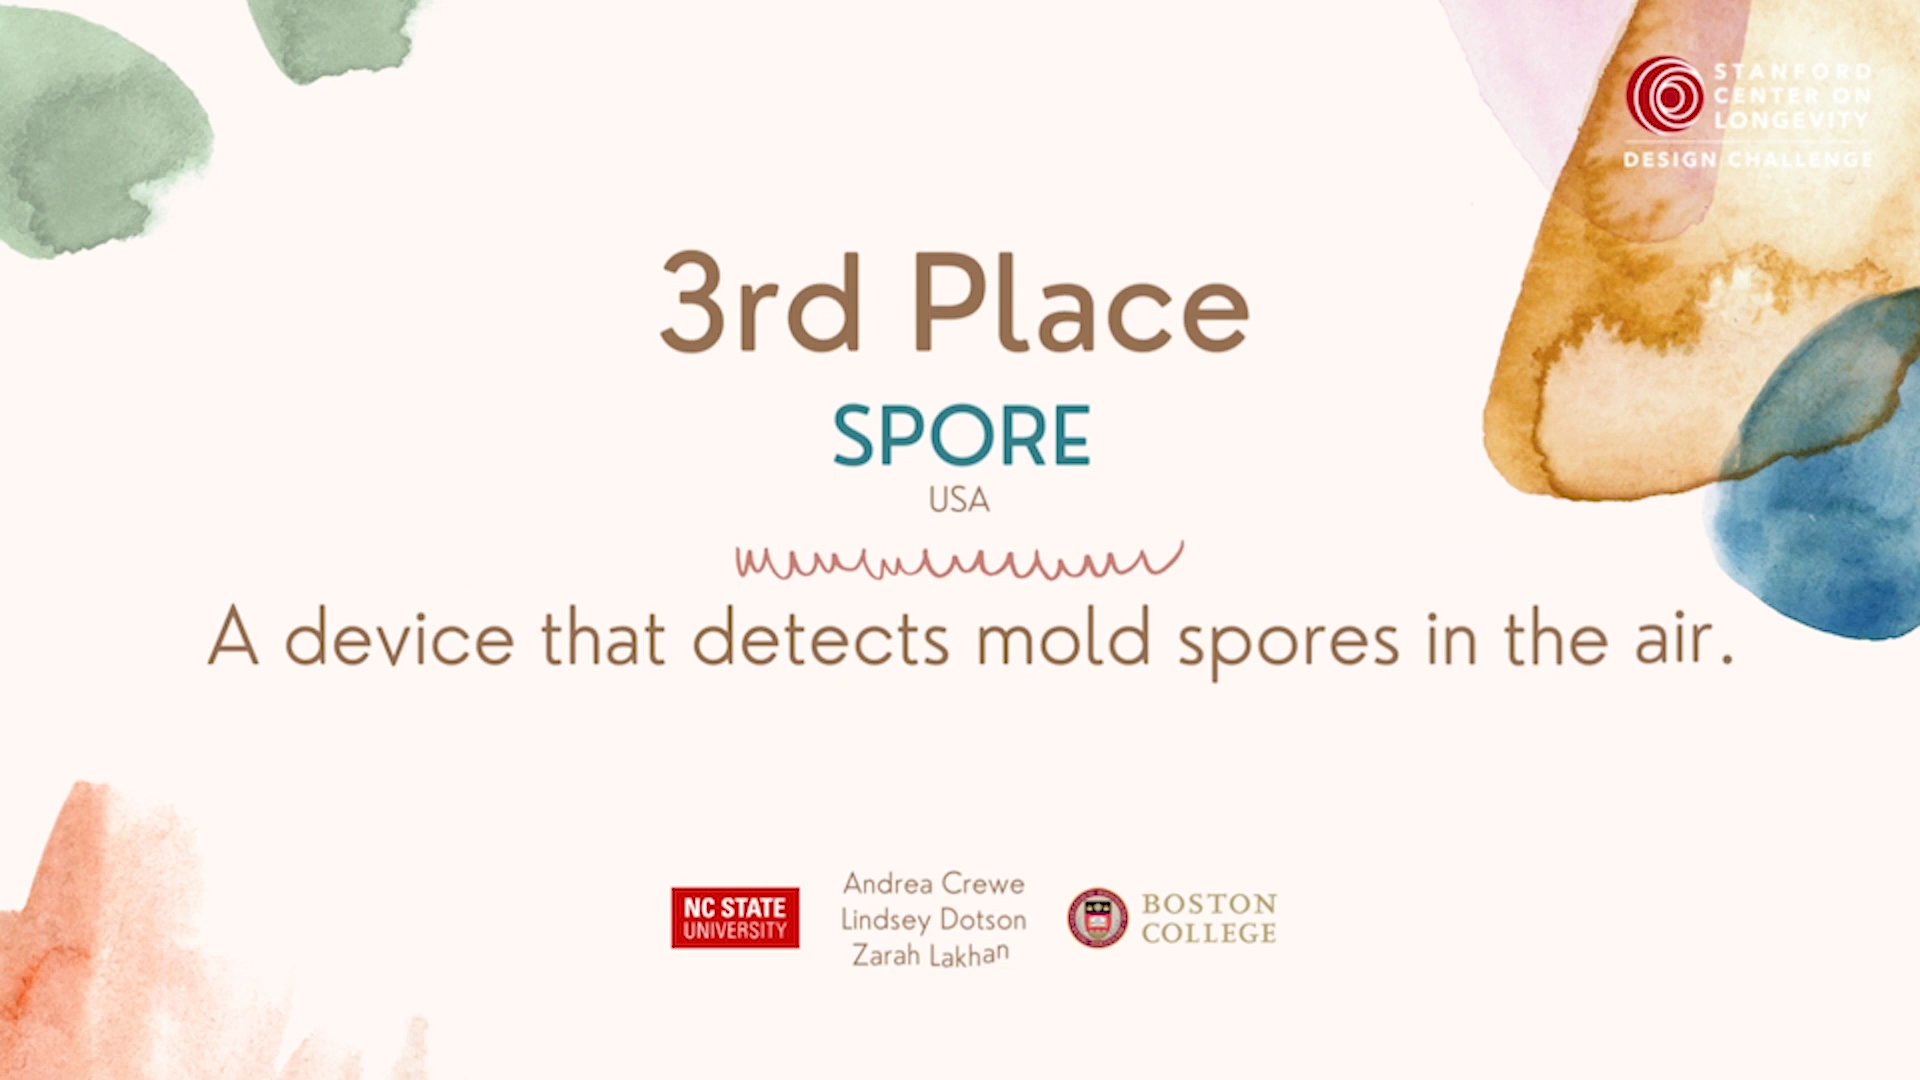 STANFORD
CENTER ON
LONGEVITY
DESIGN CHALLENGE
3rd Place
SPORE
USA
A device that detects mold spores in the air.
NC STATE
UNIVERSITY
Andrea Crewe
Lindsey Dotson
Zarah Lakhan
BOSTON
COLLEGE